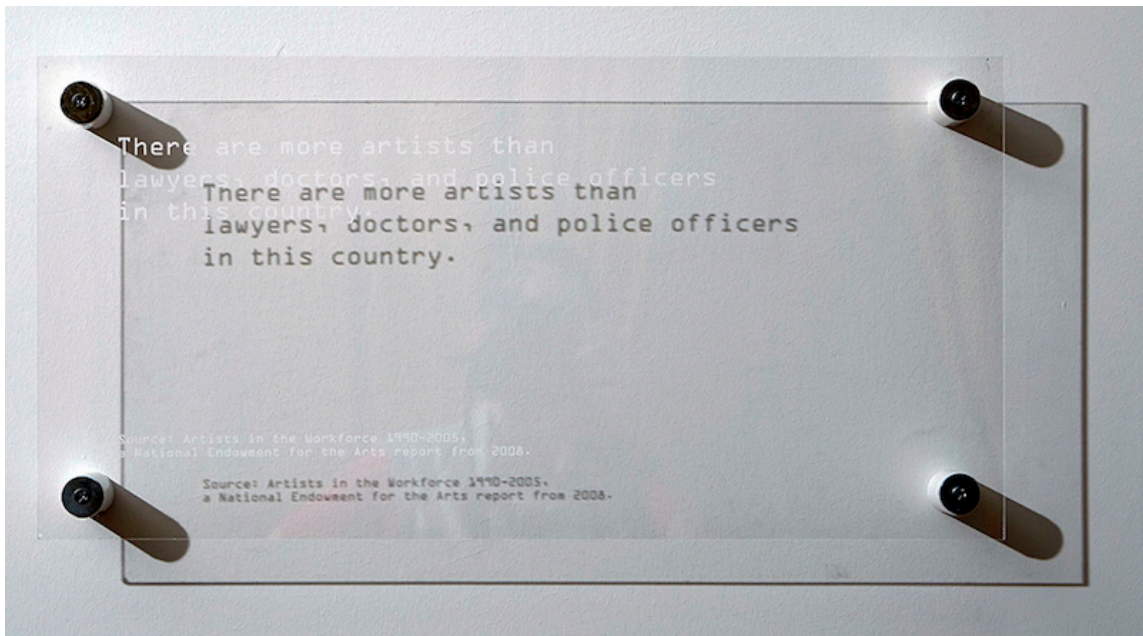 There are more artists than
lawyers, doctors, and police officers
in this country.
Source: Artists in the Workforce 1990-2005,
a National Endowment for the Arts report from 2008.